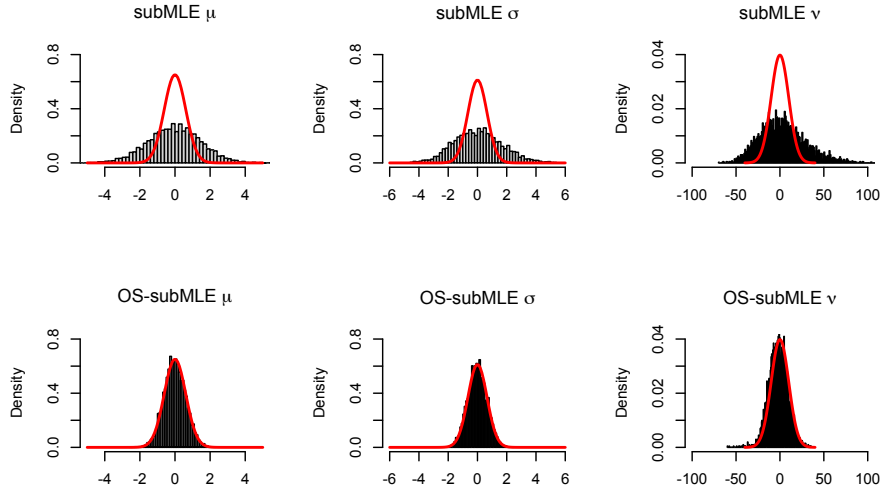 subMLE μ
Density
0.0 0.4 0.8
-4 -2 0 2 4
subMLE σ
Density
0.0 0.4 0.8
-6 -4 -2 0 2 4 6
subMLE ν
Density
0.00 0.02 0.04
-100 -50 0 50 100
OS-subMLE μ
Density
0.0 0.4 0.8
-4 -2 0 2 4
OS-subMLE σ
Density
0.0 0.4 0.8
-6 -4 -2 0 2 4 6
OS-subMLE ν
Density
0.00 0.02 0.04
-100 -50 0 50 100